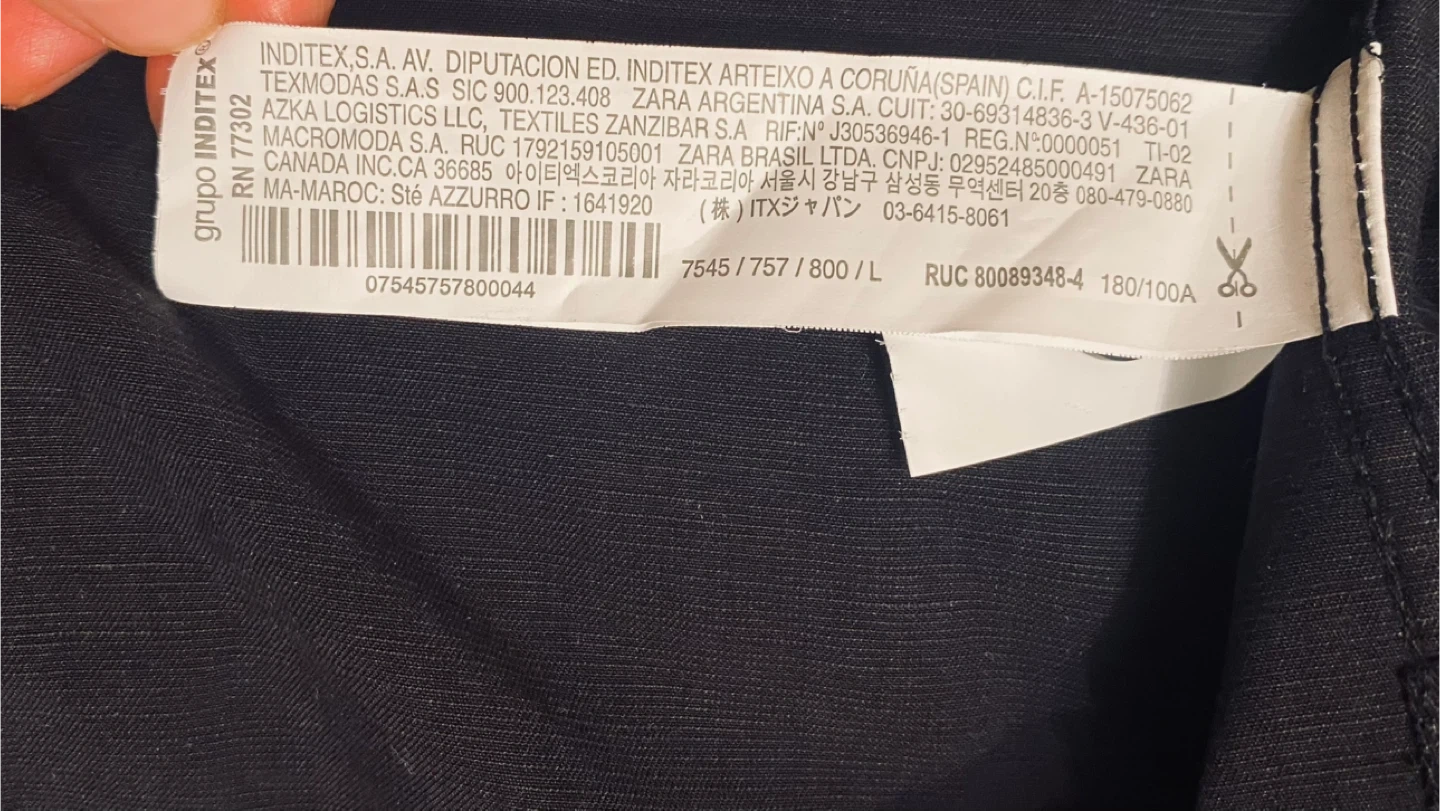 grupo INDITEX®
RN 77302
INDITEX,S.A. AV. DIPUTACION ED. INDITEX ARTEIXO A CORUÑA(SPAIN) C.I.F. A-15075062
TEXMODAS S.A.S SIC 900.123.408 ZARA ARGENTINA S.A. CUIT: 30-69314836-3 V-436-01
AZKA LOGISTICS LLC, TEXTILES ZANZIBAR S.A RIF:Nº J30536946-1 REG.Nº:0000051 TI-02
MACROMODA S.A. RUC 1792159105001 ZARA BRASIL LTDA. CNPJ: 02952485000491 ZARA
CANADA INC.CA 36685 아이티엑스코리아 자라코리아 서울시 강남구 삼성동 무역센터 20층 080-479-0880
MA-MAROC: Sté AZZURRO IF : 1641920 (株) ITXジャパン 03-6415-8061
07545757800044
7545 / 757 / 800 / L RUC 80089348-4 180/100A